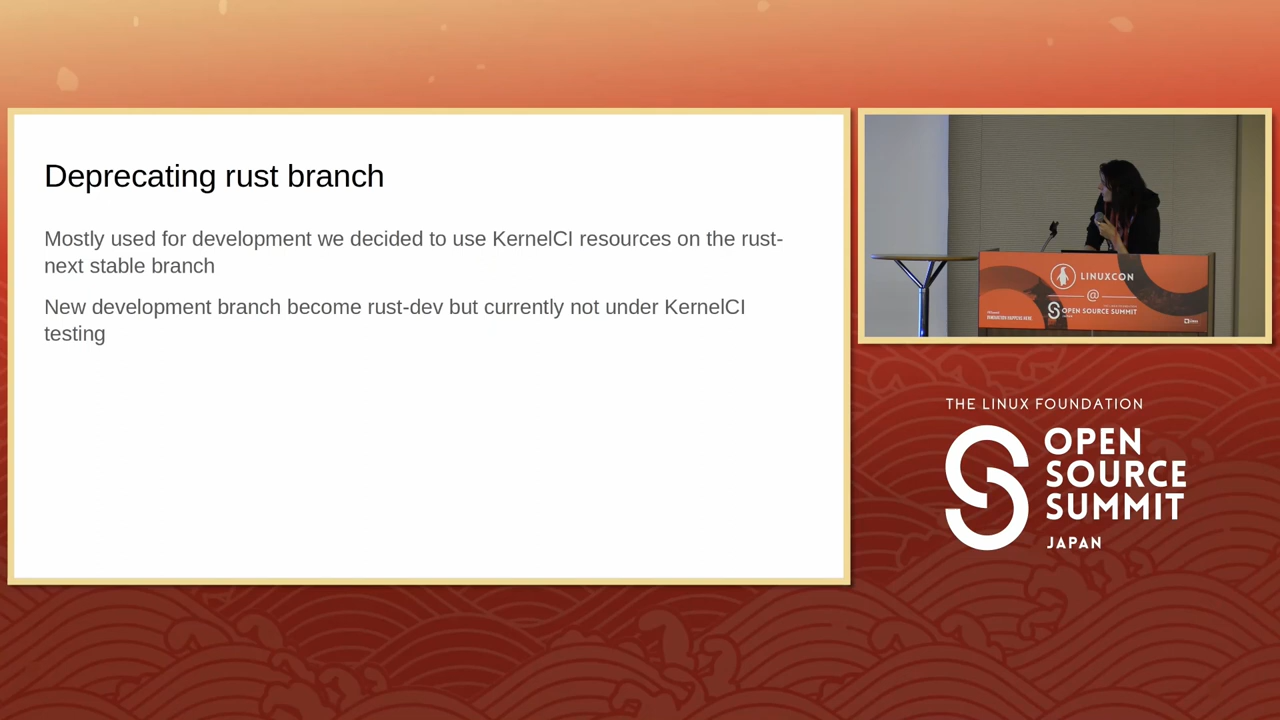 Deprecating rust branch
Mostly used for development we decided to use KernelCI resources on the rust-
next stable branch
New development branch become rust-dev but currently not under KernelCI
testing
LINUXCON
@
OPEN SOURCE SUMMIT
THE LINUX FOUNDATION
OPEN
SOURCE
SUMMIT
JAPAN